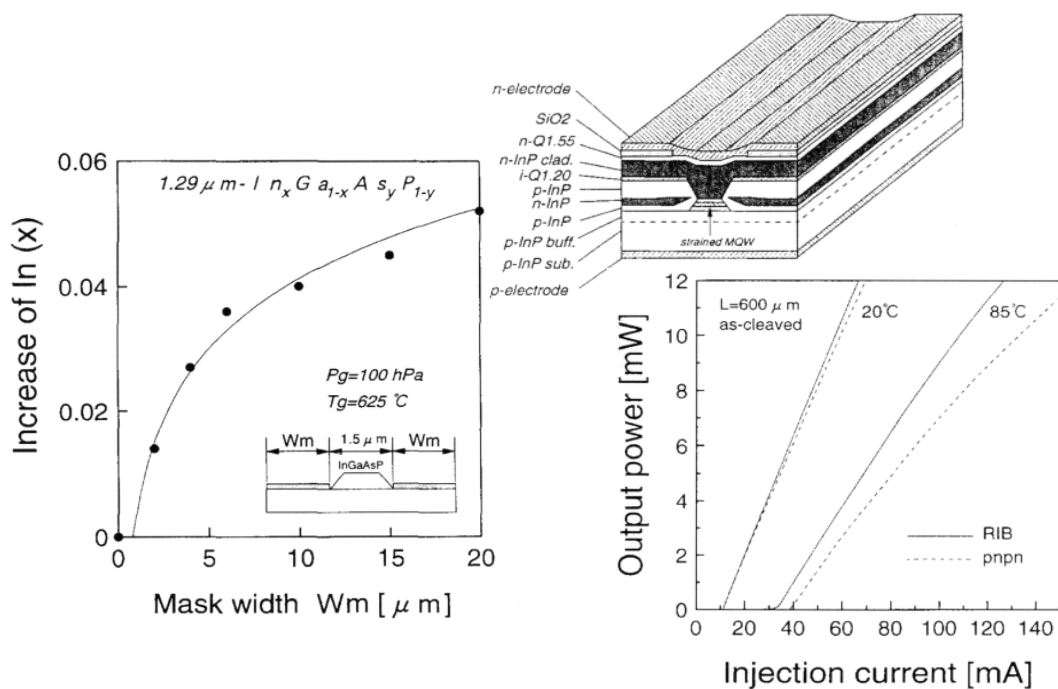 n-electrode
SiO2
n-Q1.55
n-InP clad.
i-Q1.20
p-InP
n-InP
p-InP
p-InP buff.
p-InP sub.
p-electrode
strained MQW
0.06
0.04
0.02
0
Increase of In (x)
1.29 μm- I n x G a 1-x A s y P 1-y
Pg=100 hPa
Tg=625 ℃
Wm 1.5 μm Wm
InGaAsP
0 5 10 15 20
Mask width Wm [ μ m]
12
10
8
6
4
2
0
Output power [mW]
L=600 μ m
as-cleaved
20℃
85℃
RIB
pnpn
0 20 40 60 80 100 120 140
Injection current [mA]